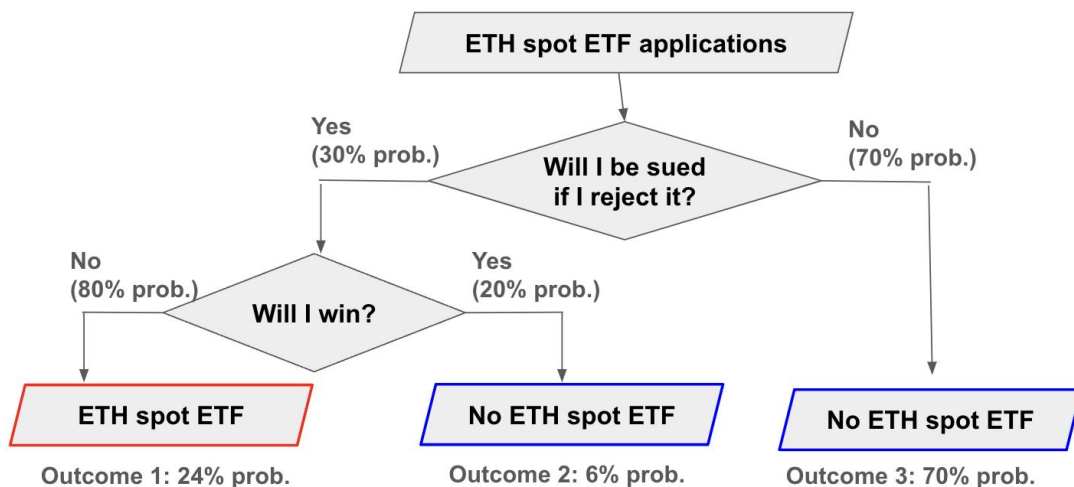 ETH spot ETF applications
Yes
(30% prob.)
No
(70% prob.)
Will I be sued
if I reject it?
No
(80% prob.)
Yes
(20% prob.)
Will I win?
ETH spot ETF
No ETH spot ETF
No ETH spot ETF
Outcome 1: 24% prob.
Outcome 2: 6% prob.
Outcome 3: 70% prob.